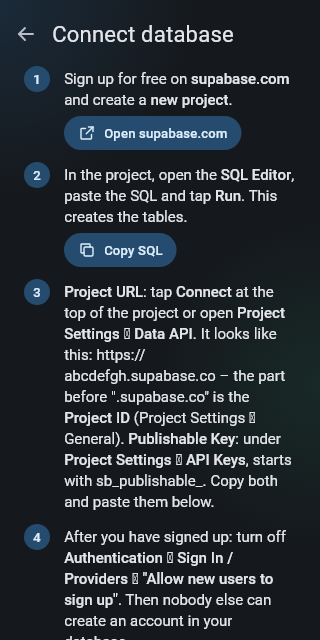 Connect database
1 Sign up for free on supabase.com
and create a new project.
Open supabase.com
2 In the project, open the SQL Editor,
paste the SQL and tap Run. This
creates the tables.
Copy SQL
3 Project URL: tap Connect at the
top of the project or open Project
Settings ▯ Data API. It looks like
this: https://
abcdefgh.supabase.co – the part
before ".supabase.co" is the
Project ID (Project Settings ▯
General). Publishable Key: under
Project Settings ▯ API Keys, starts
with sb_publishable_. Copy both
and paste them below.
4 After you have signed up: turn off
Authentication ▯ Sign In /
Providers ▯ "Allow new users to
sign up". Then nobody else can
create an account in your
database